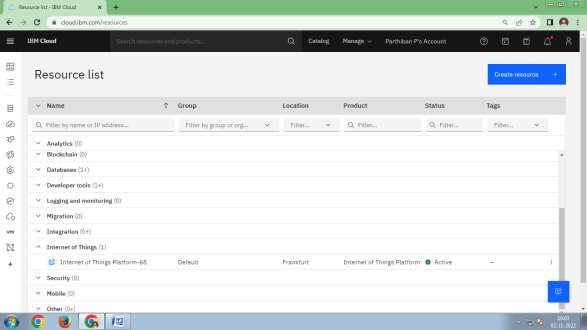 Resource list - IBM Cloud
cloud.ibm.com/resources
IBM Cloud
Search resources and products...
Catalog
Manage
Parthiban P's Account
Resource list
Create resource +
Name Group Location Product Status Tags
Filter by name or IP address... Filter by group or org... Filter... Filter... Filter... Filter...
Analytics (0)
Blockchain (0)
Databases (1+)
Developer tools (1+)
Logging and monitoring (0)
Migration (0)
Integration (0+)
Internet of Things (1)
Internet of Things Platform-68 Default Frankfurt Internet of Things Platform Active –
Security (0)
Mobile (0)
Other (0+)